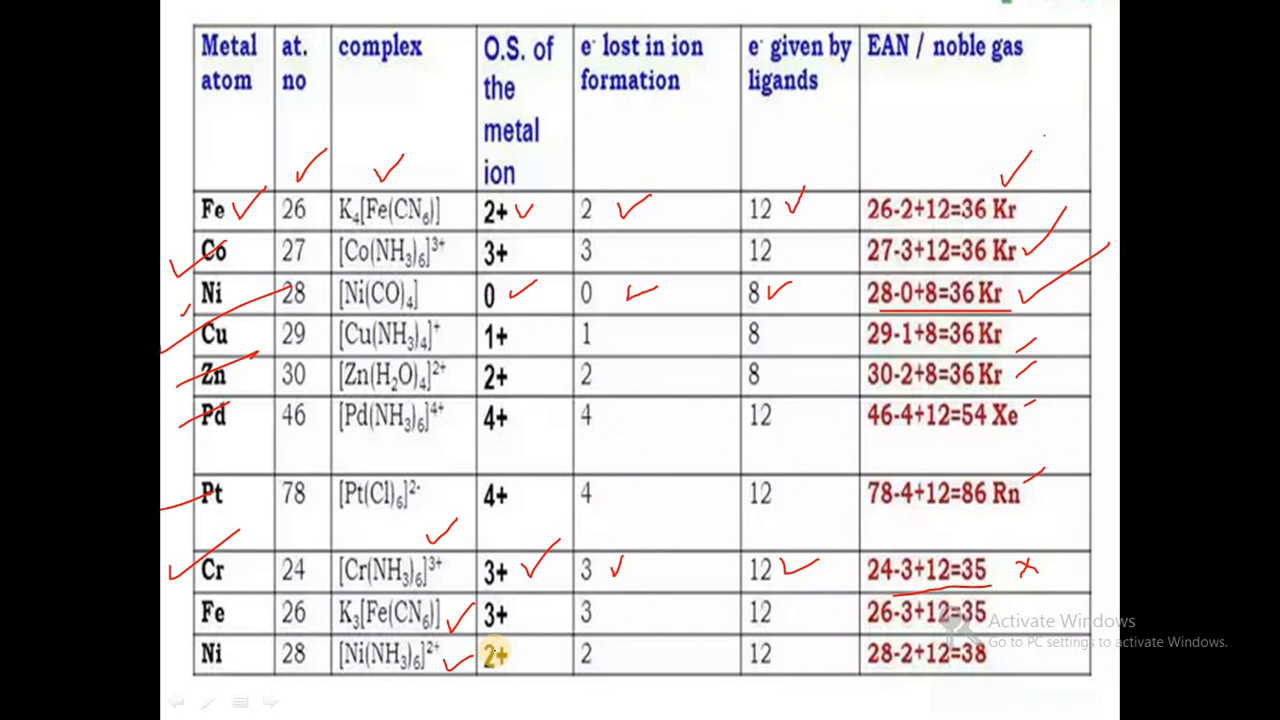 Metal atom at. no complex O.S. of the metal ion e⁻ lost in ion formation e⁻ given by ligands EAN / noble gas
Fe 26 K₄[Fe(CN₆)] 2+ 2 12 26-2+12=36 Kr
Co 27 [Co(NH₃)₆]³⁺ 3+ 3 12 27-3+12=36 Kr
Ni 28 [Ni(CO)₄] 0 0 8 28-0+8=36 Kr
Cu 29 [Cu(NH₃)₄]⁺ 1+ 1 8 29-1+8=36 Kr
Zn 30 [Zn(H₂O)₄]²⁺ 2+ 2 8 30-2+8=36 Kr
Pd 46 [Pd(NH₃)₆]⁴⁺ 4+ 4 12 46-4+12=54 Xe
Pt 78 [Pt(Cl)₆]²⁻ 4+ 4 12 78-4+12=86 Rn
Cr 24 [Cr(NH₃)₆]³⁺ 3+ 3 12 24-3+12=35
Fe 26 K₃[Fe(CN₆)] 3+ 3 12 26-3+12=35
Ni 28 [Ni(NH₃)₆]²⁺ 2+ 2 12 28-2+12=38
Activate Windows
Go to PC settings to activate Windows.